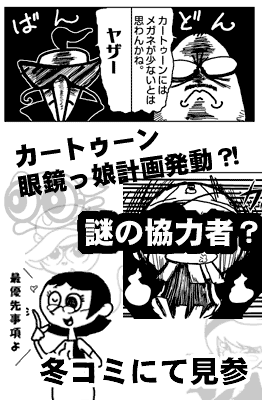 どん
ばん
カートゥーンには
メガネが少ないとは
思わんかね。
ヤザー
カートゥーン
眼鏡っ娘計画発動?!
謎の協力者?
最優先事項よ
冬コミにて見参